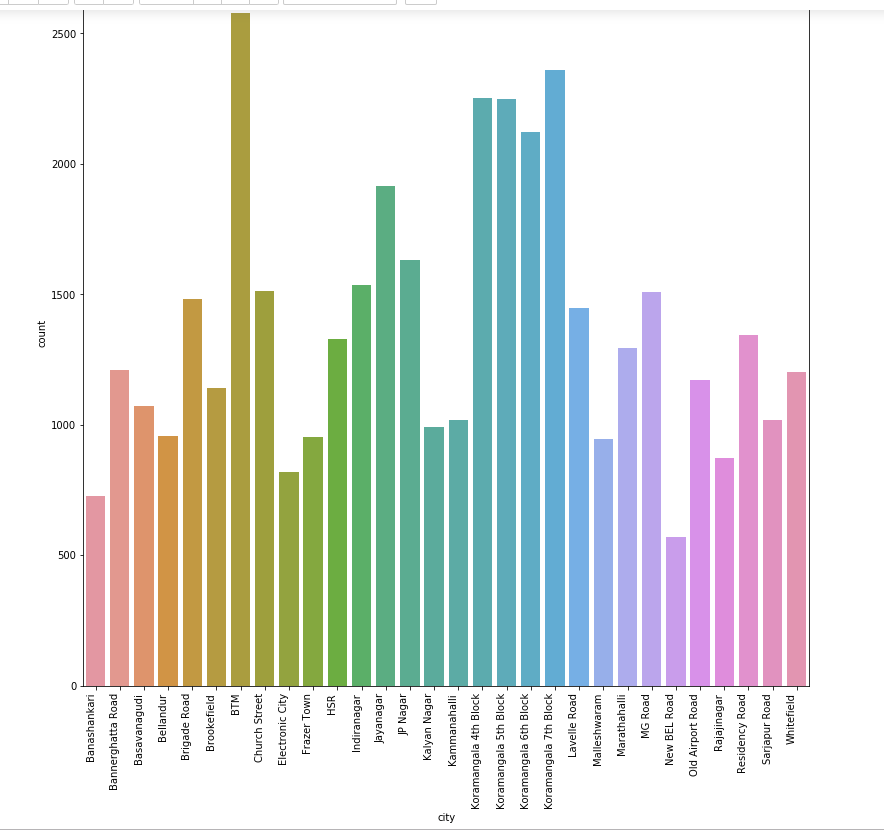 2500
2000
1500
1000
500
0
count
Banashankari
Bannerghatta Road
Basavanagudi
Bellandur
Brigade Road
Brookefield
BTM
Church Street
Electronic City
Frazer Town
HSR
Indiranagar
Jayanagar
JP Nagar
Kalyan Nagar
Kammanahalli
Koramangala 4th Block
Koramangala 5th Block
Koramangala 6th Block
Koramangala 7th Block
Lavelle Road
Malleshwaram
Marathahalli
MG Road
New BEL Road
Old Airport Road
Rajajinagar
Residency Road
Sarjapur Road
Whitefield
city